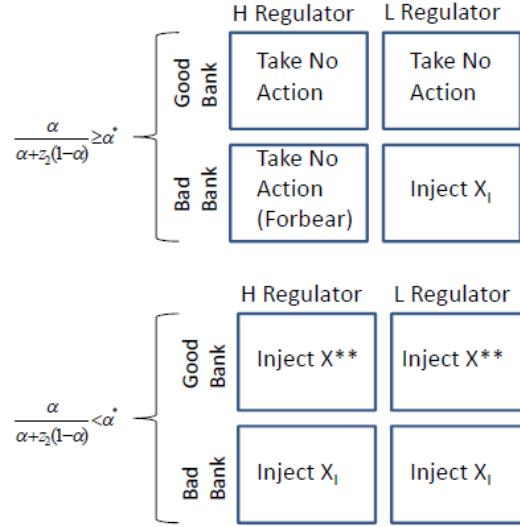 H Regulator L Regulator
Good Bank
Take No Action
Take No Action
α/(α+z₂(1−α)) ≥ α*
Bad Bank
Take No Action (Forbear)
Inject X_I
H Regulator L Regulator
Good Bank
Inject X**
Inject X**
α/(α+z₂(1−α)) < α*
Bad Bank
Inject X_I
Inject X_I